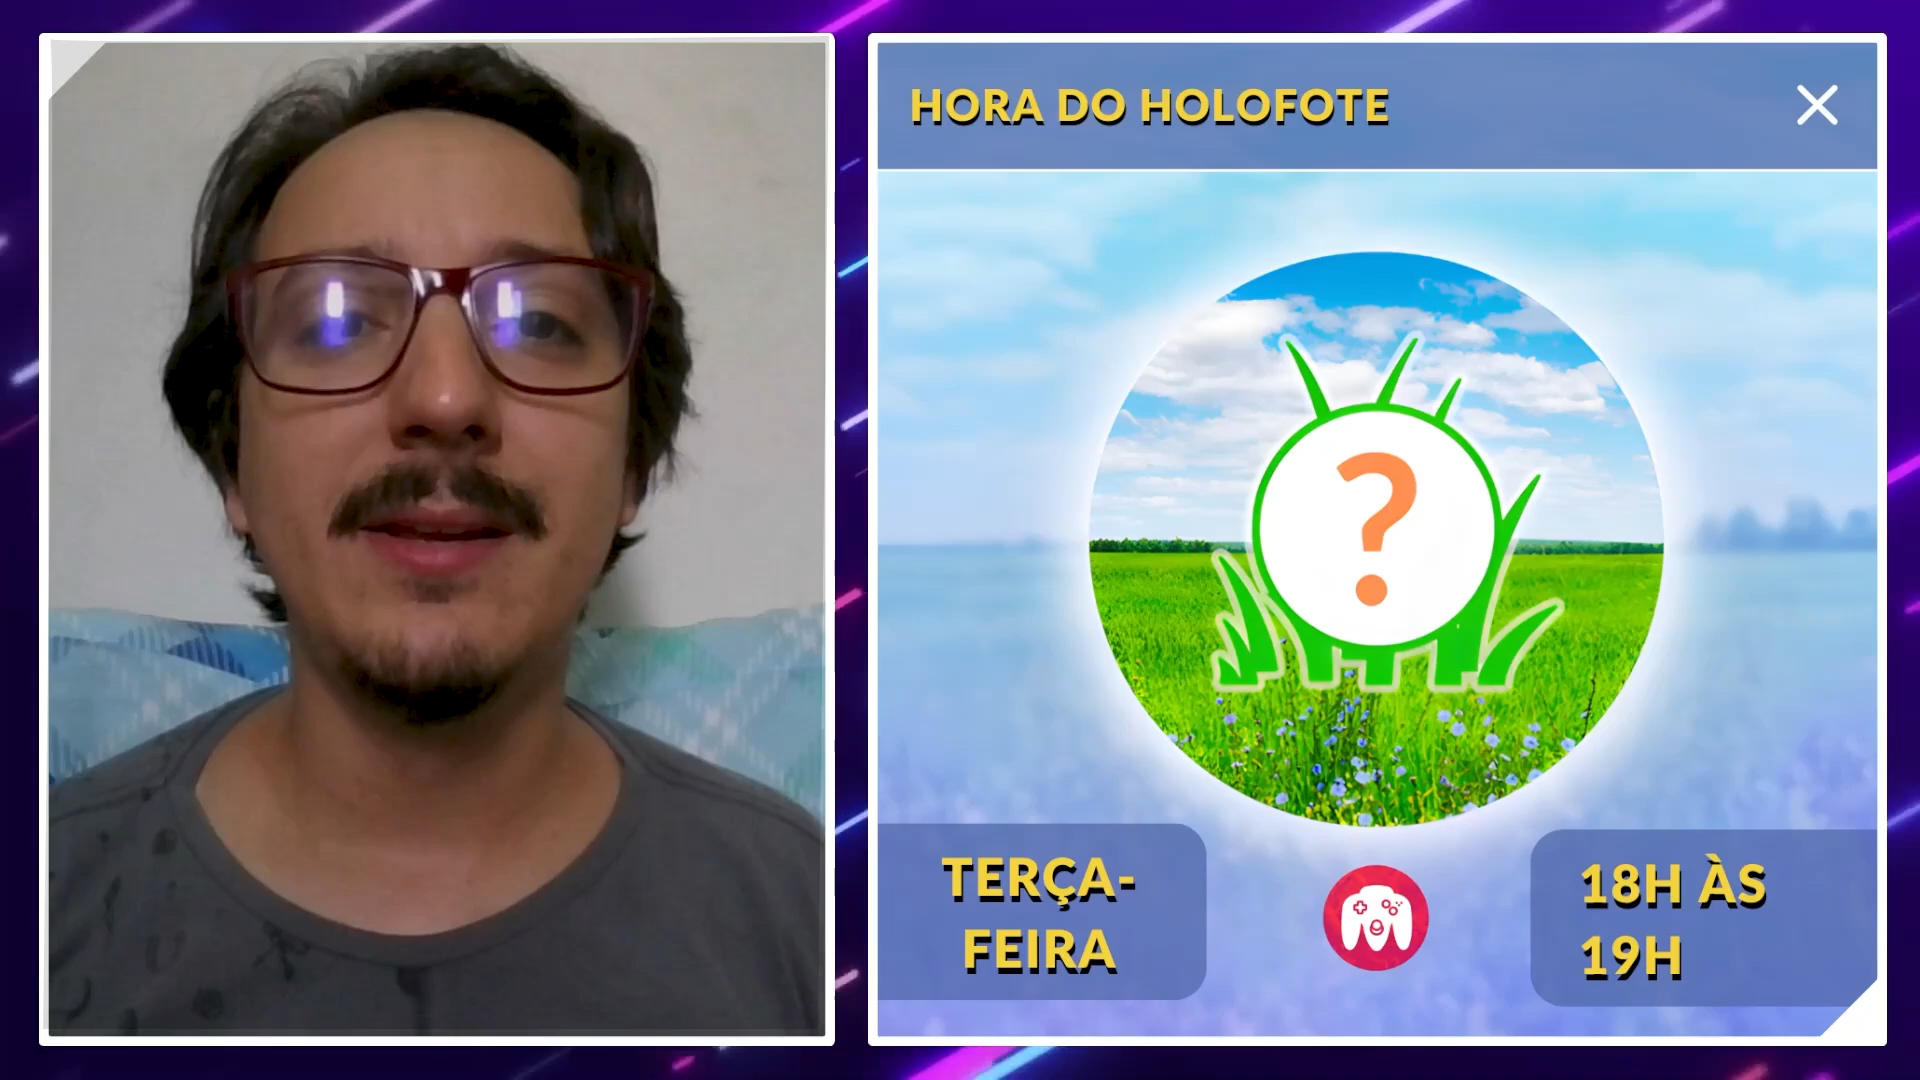 HORA DO HOLOFOTE
?
TERÇA-
FEIRA
18H ÀS
19H